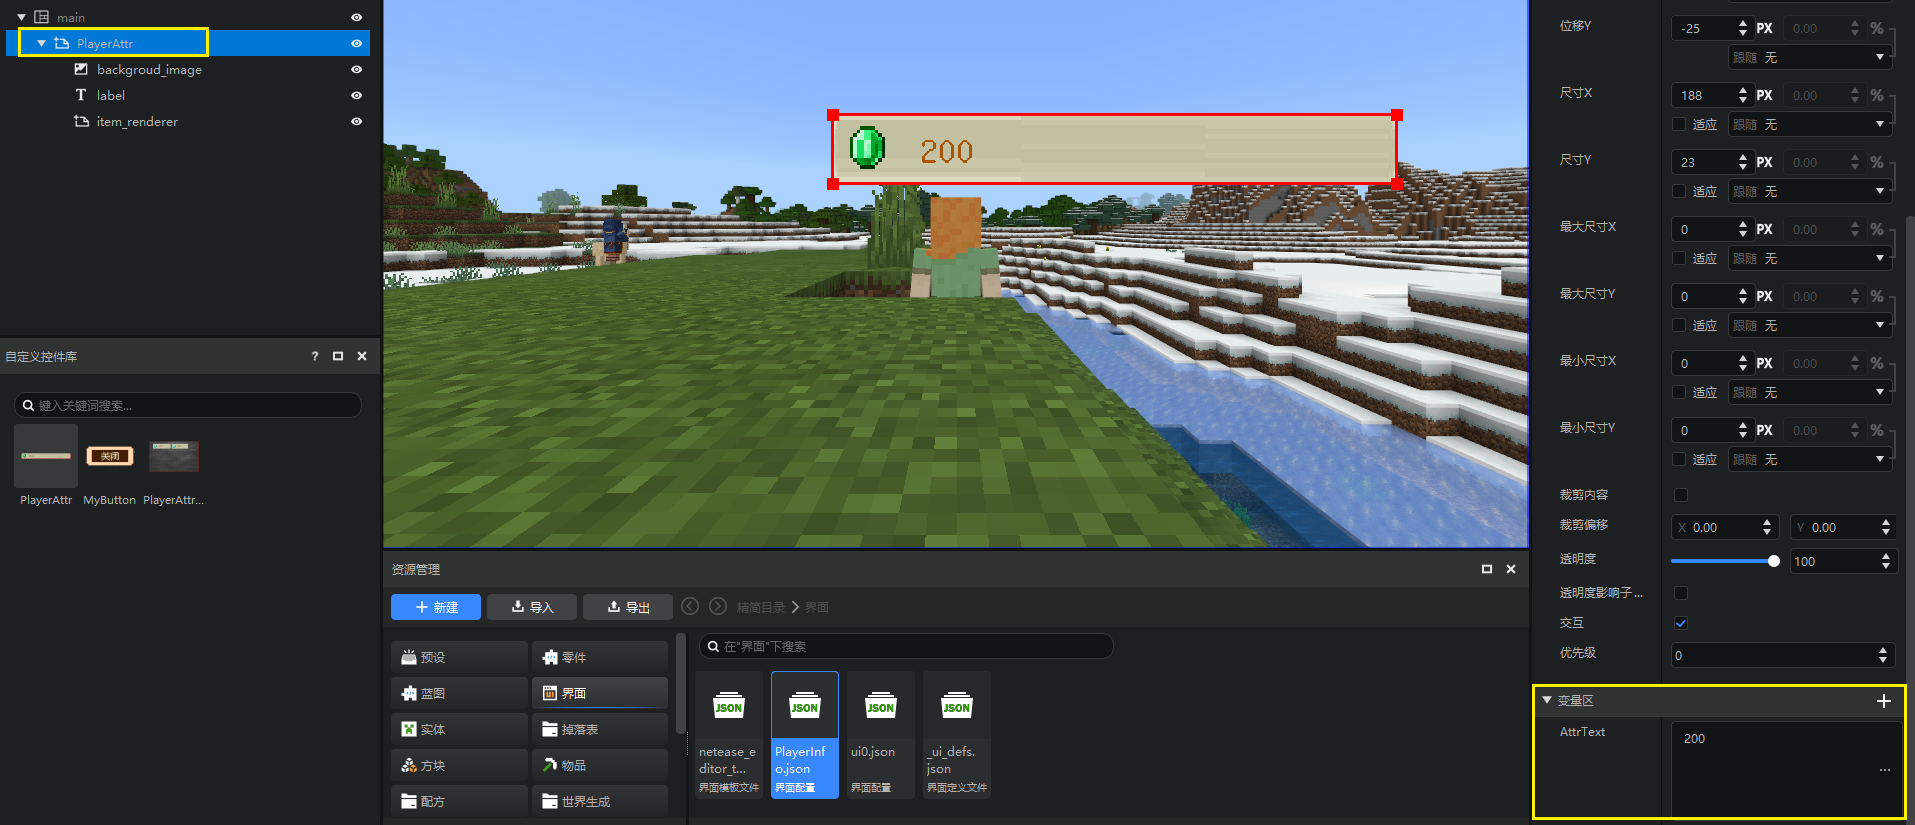 main
PlayerAttr
backgroud_image
label
item_renderer
自定义控件库
?
键入关键词搜索...
PlayerAttr
MyButton
PlayerAttr...
关闭
200
资源管理
新建
导入
导出
精简目录
界面
预设
零件
蓝图
界面
实体
掉落表
方块
物品
配方
世界生成
在"界面"下搜索
JSON
netease_e
ditor_t...
界面模板文件
JSON
PlayerInf
o.json
界面配置
JSON
ui0.json
界面配置
JSON
_ui_defs.
json
界面定义文件
位移Y
-25 PX 0.00 %
跟随 无
尺寸X
188 PX 0.00 %
适应 跟随 无
尺寸Y
23 PX 0.00 %
适应 跟随 无
最大尺寸X
0 PX 0.00 %
适应 跟随 无
最大尺寸Y
0 PX 0.00 %
适应 跟随 无
最小尺寸X
0 PX 0.00 %
适应 跟随 无
最小尺寸Y
0 PX 0.00 %
适应 跟随 无
裁剪内容
裁剪偏移
X 0.00
Y 0.00
透明度
100
透明度影响子...
交互
优先级
0
变量区
AttrText
200
...